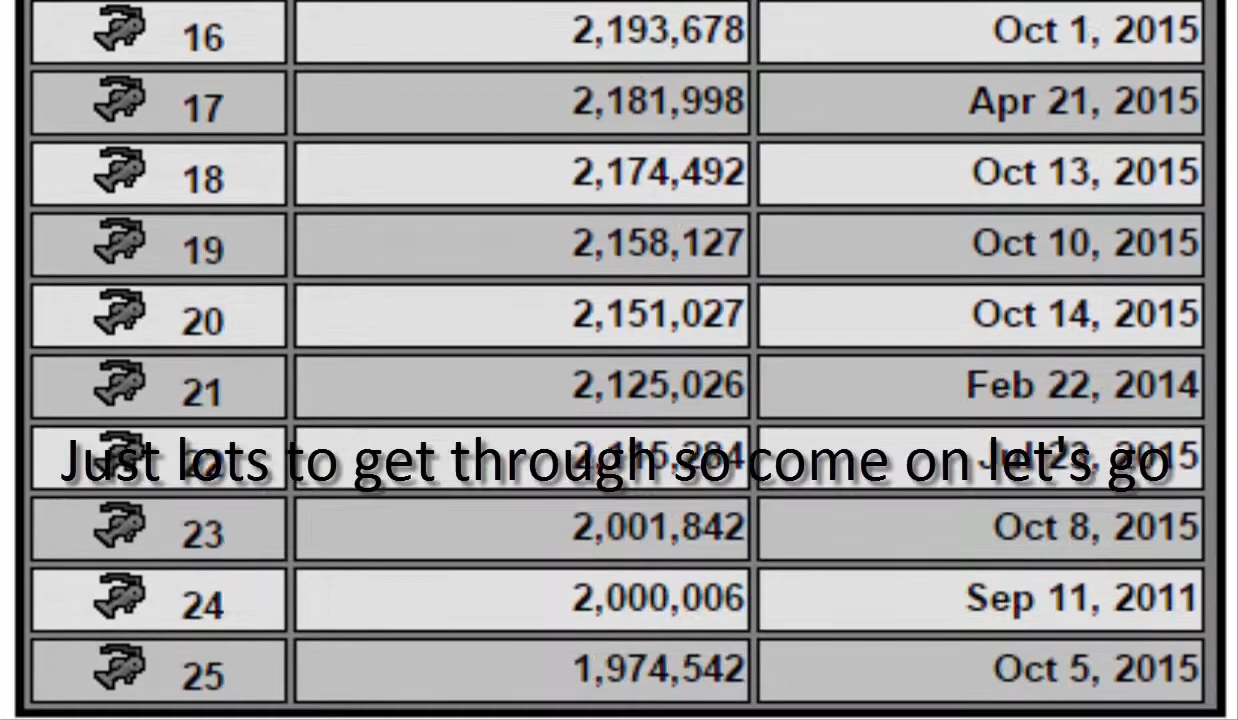 16 2,193,678 Oct 1, 2015
17 2,181,998 Apr 21, 2015
18 2,174,492 Oct 13, 2015
19 2,158,127 Oct 10, 2015
20 2,151,027 Oct 14, 2015
21 2,125,026 Feb 22, 2014
22 2015
Just lots to get through so come on let's go
23 2,001,842 Oct 8, 2015
24 2,000,006 Sep 11, 2011
25 1,974,542 Oct 5, 2015